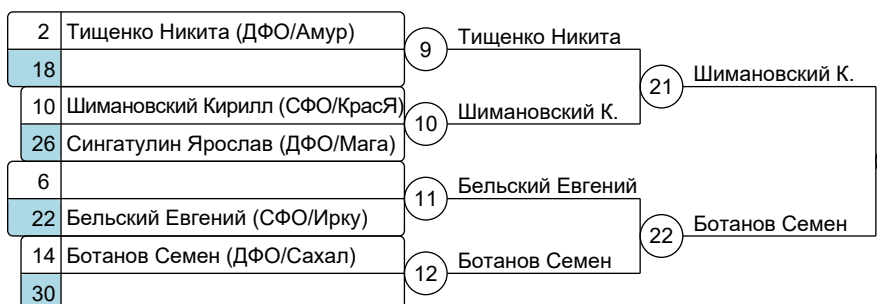 2 Тищенко Никита (ДФО/Амур)
18
10 Шимановский Кирилл (СФО/КрасЯ)
26 Сингатулин Ярослав (ДФО/Мага)
6
22 Бельский Евгений (СФО/Ирку)
14 Ботанов Семен (ДФО/Сахал)
30
9 Тищенко Никита
10 Шимановский К.
11 Бельский Евгений
12 Ботанов Семен
21 Шимановский К.
22 Ботанов Семен